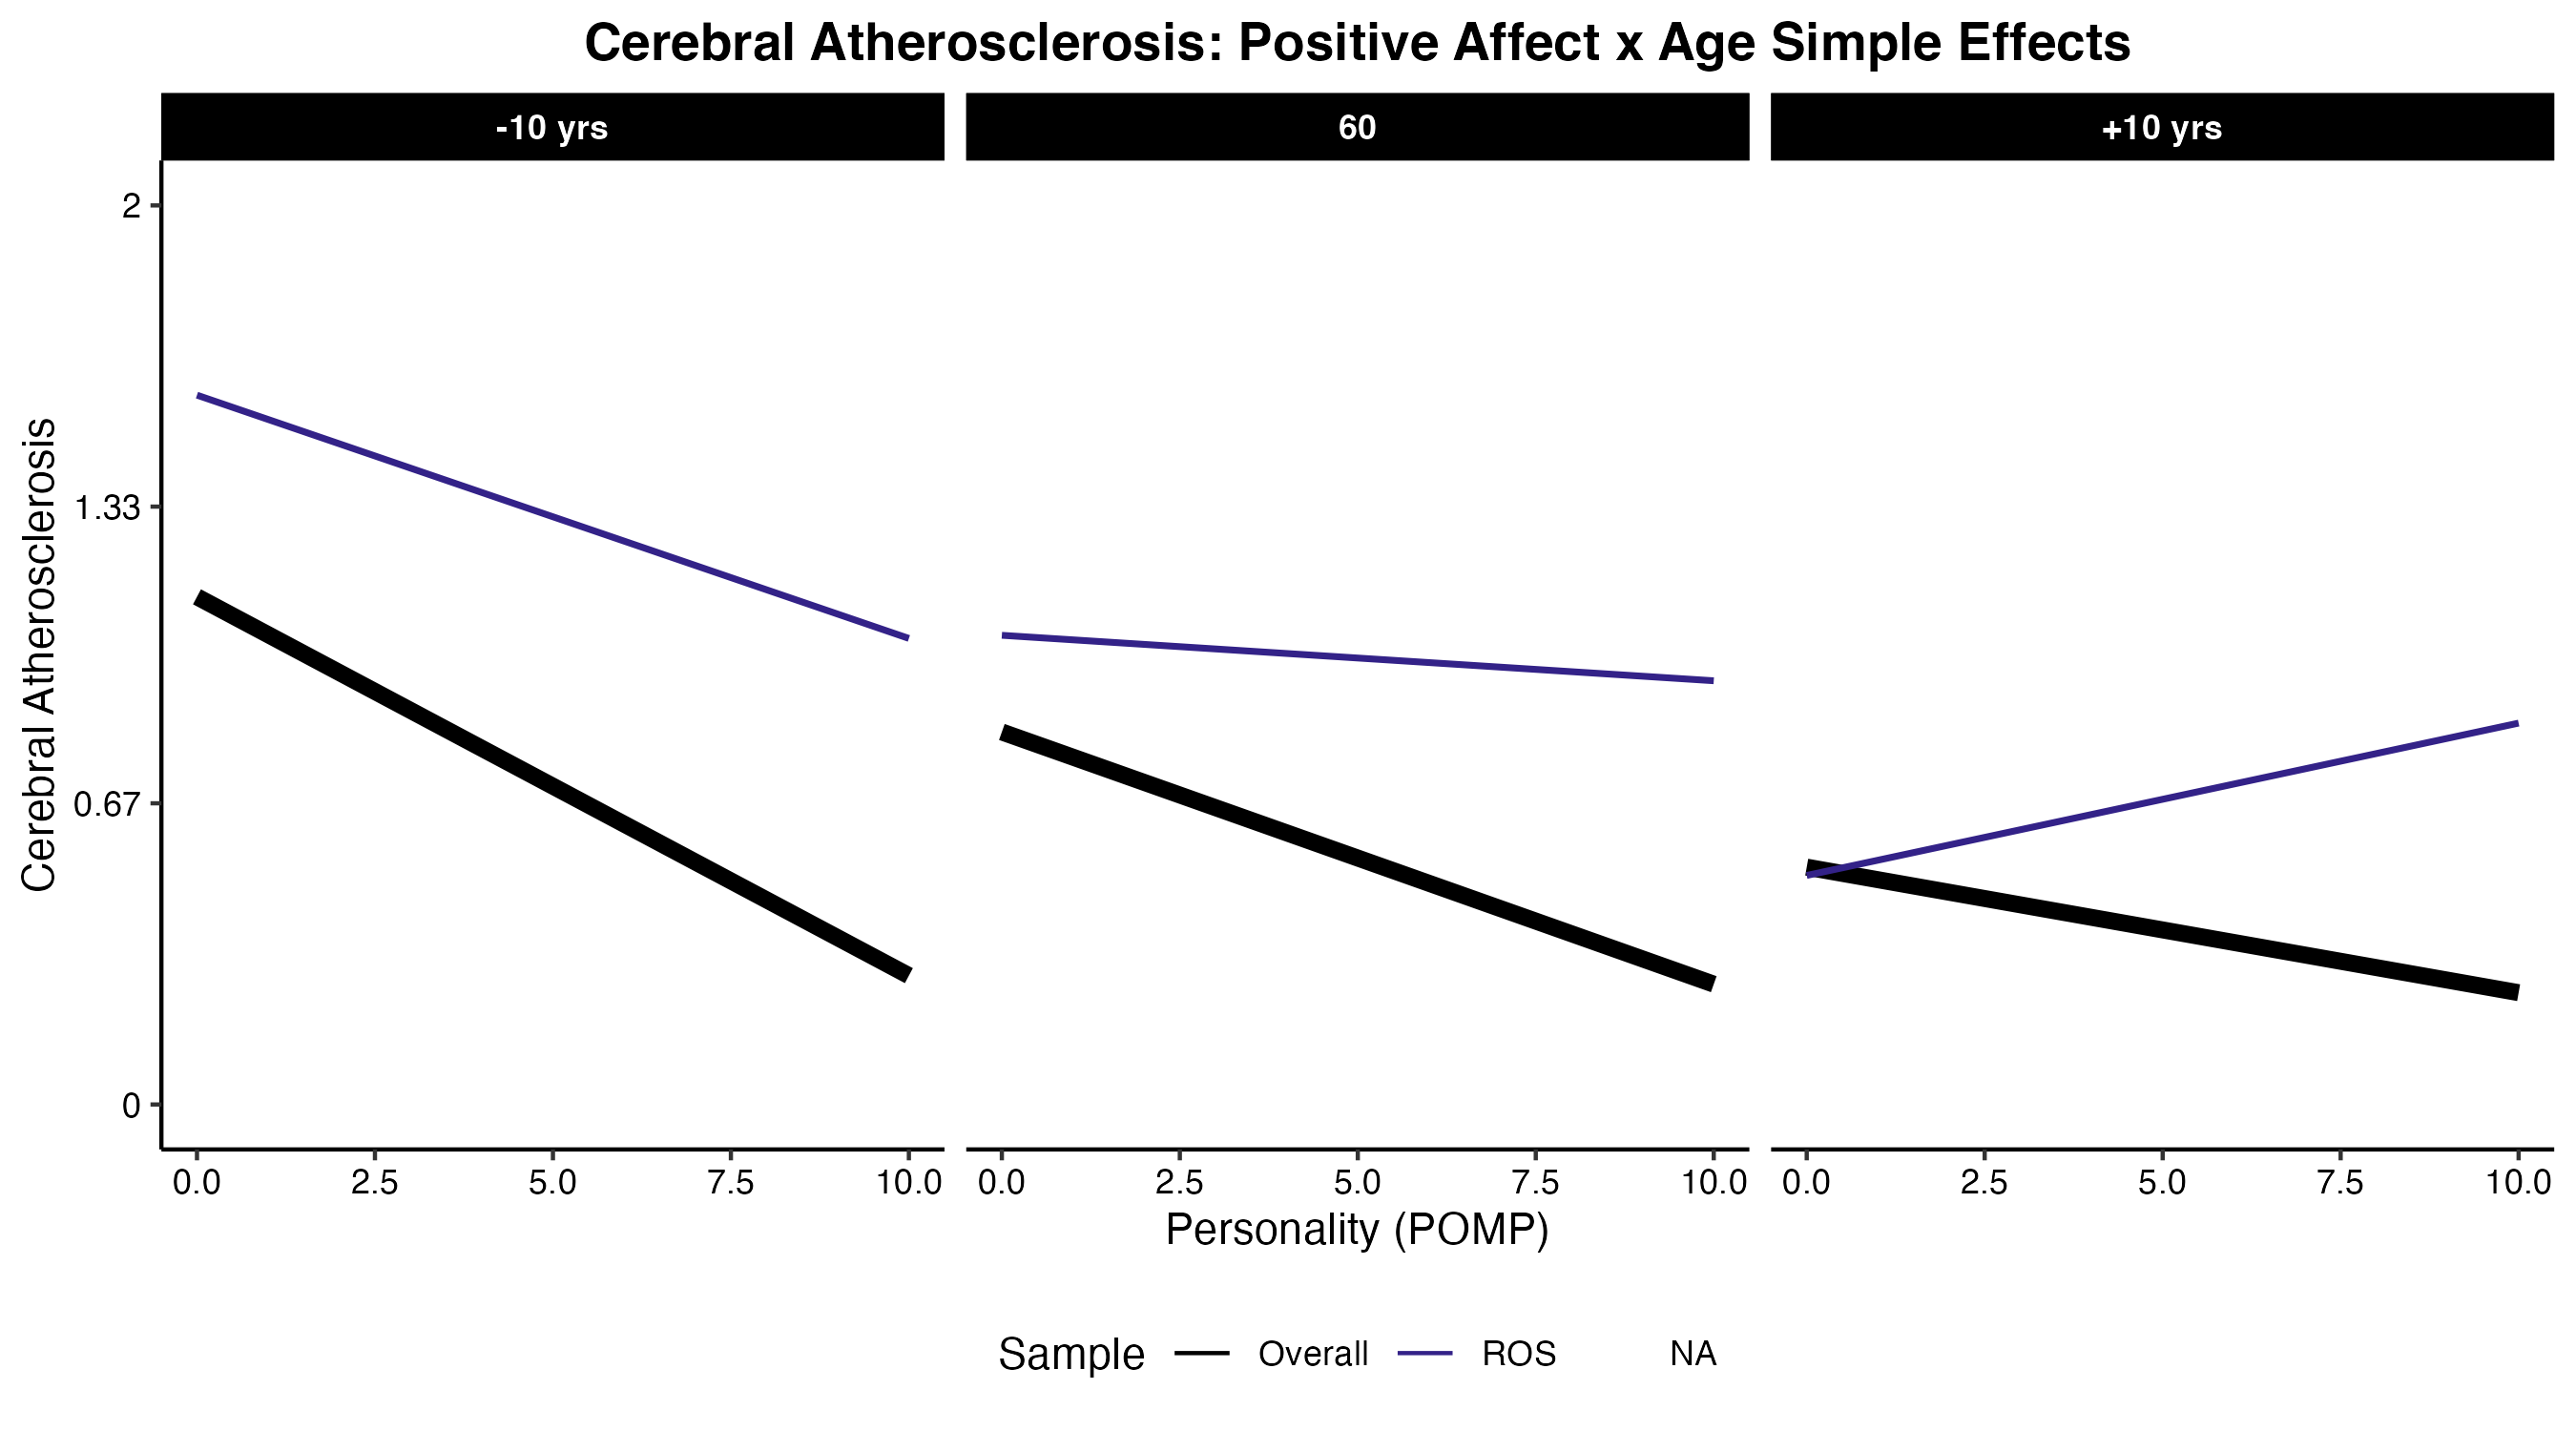 Cerebral Atherosclerosis: Positive Affect x Age Simple Effects
-10 yrs
60
+10 yrs
Cerebral Atherosclerosis
2
1.33
0.67
0
0.0 2.5 5.0 7.5 10.0
0.0 2.5 5.0 7.5 10.0
0.0 2.5 5.0 7.5 10.0
Personality (POMP)
Sample Overall ROS NA